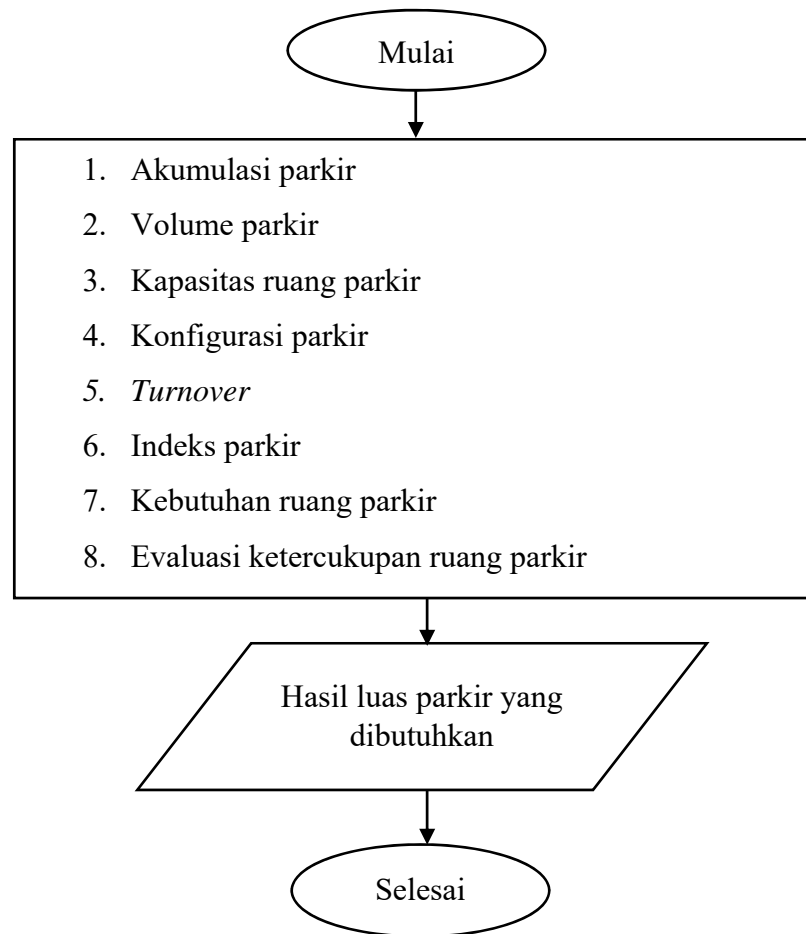 Mulai
1. Akumulasi parkir
2. Volume parkir
3. Kapasitas ruang parkir
4. Konfigurasi parkir
5. Turnover
6. Indeks parkir
7. Kebutuhan ruang parkir
8. Evaluasi ketercukupan ruang parkir
Hasil luas parkir yang
dibutuhkan
Selesai